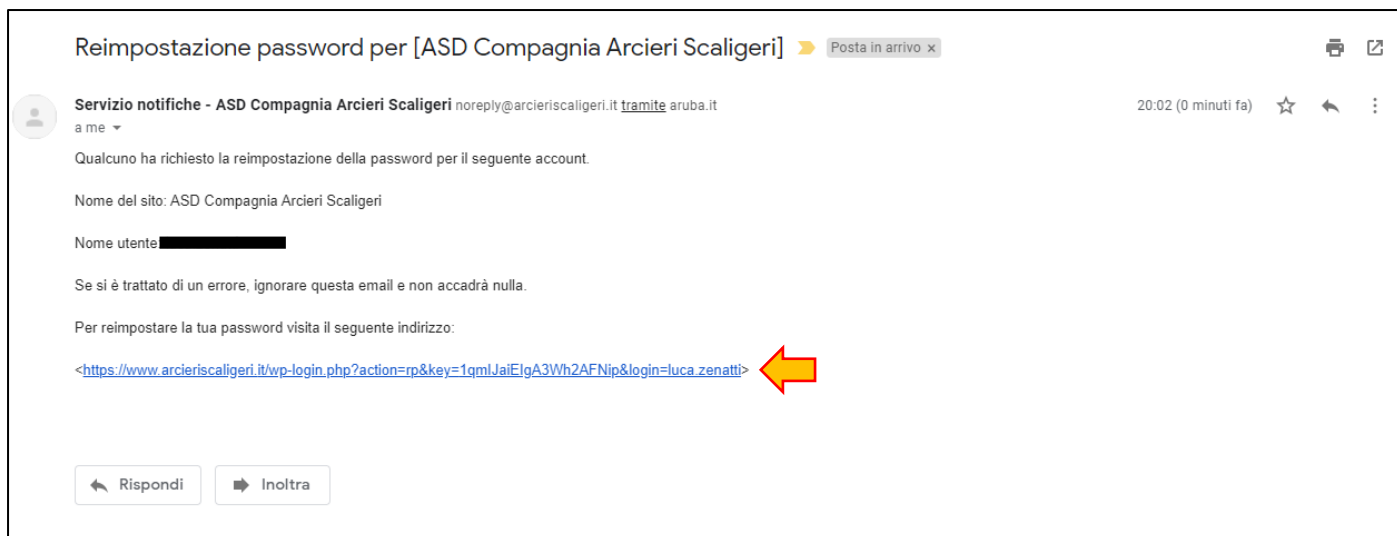 Reimpostazione password per [ASD Compagnia Arcieri Scaligeri] Posta in arrivo x
Servizio notifiche - ASD Compagnia Arcieri Scaligeri noreply@arcieriscaligeri.it tramite aruba.it 20:02 (0 minuti fa)
a me
Qualcuno ha richiesto la reimpostazione della password per il seguente account.
Nome del sito: ASD Compagnia Arcieri Scaligeri
Nome utente
Se si è trattato di un errore, ignorare questa email e non accadrà nulla.
Per reimpostare la tua password visita il seguente indirizzo:
<https://www.arcieriscaligeri.it/wp-login.php?action=rp&key=1qmIJaiEIgA3Wh2AFNip&login=luca.zenatti>
Rispondi Inoltra